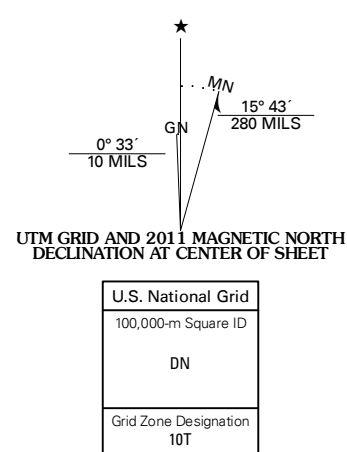 ★
MN
15° 43´
280 MILS
GN
0° 33´
10 MILS
UTM GRID AND 2011 MAGNETIC NORTH
DECLINATION AT CENTER OF SHEET
U.S. National Grid
100,000-m Square ID
DN
Grid Zone Designation
10T